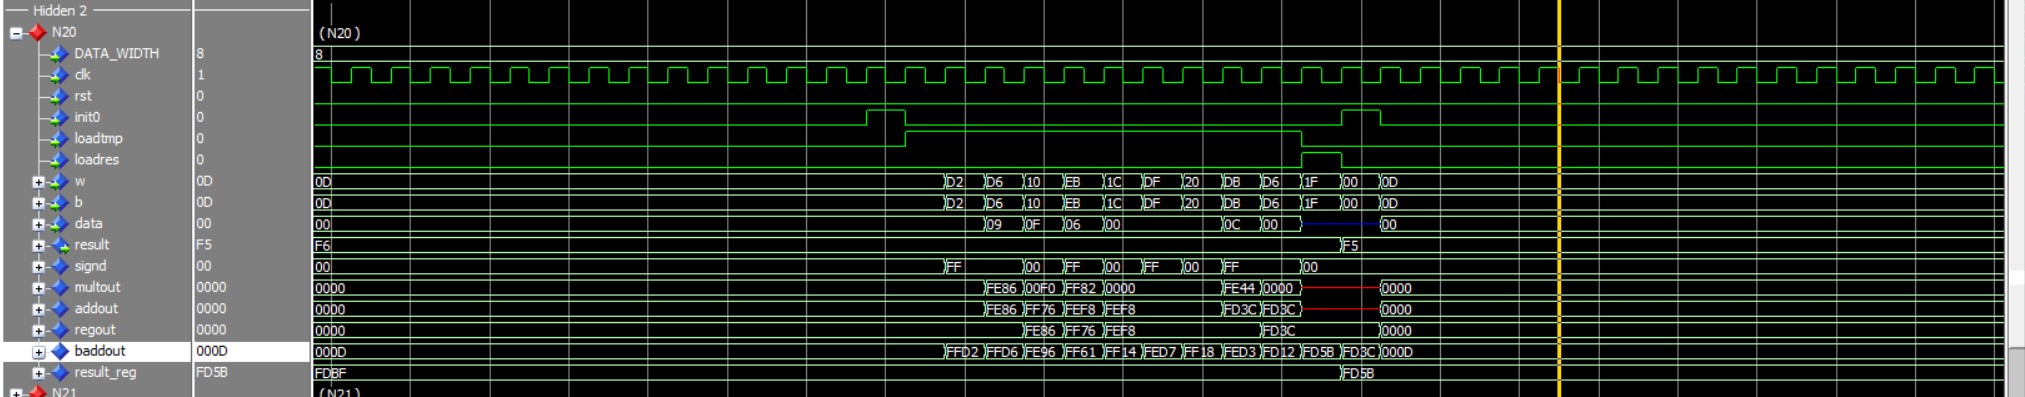 Hidden 2
N20 (N20)
DATA_WIDTH 8 8
clk 1
rst 0
init0 0
loadtmp 0
loadres 0
w 0D 0D D2 D6 10 EB 1C DF 20 DB D6 1F 00 0D
b 0D 0D D2 D6 10 EB 1C DF 20 DB D6 1F 00 0D
data 00 00 09 0F 06 00 0C 00 00
result F5 F6 F5
signd 00 00 FF 00 FF 00 FF 00 FF 00
multout 0000 0000 FE86 00F0 FF82 0000 FE44 0000 0000
addout 0000 0000 FE86 FF76 FEF8 FEF8 FD3C FD3C 0000
regout 0000 0000 FE86 FF76 FEF8 FD3C 0000
baddout 000D 000D FFD2 FFD6 FE96 FF61 FF14 FED7 FF18 FED3 FD12 FD5B FD3C 000D
result_reg FD5B FDBF FD5B
N21 (N21)